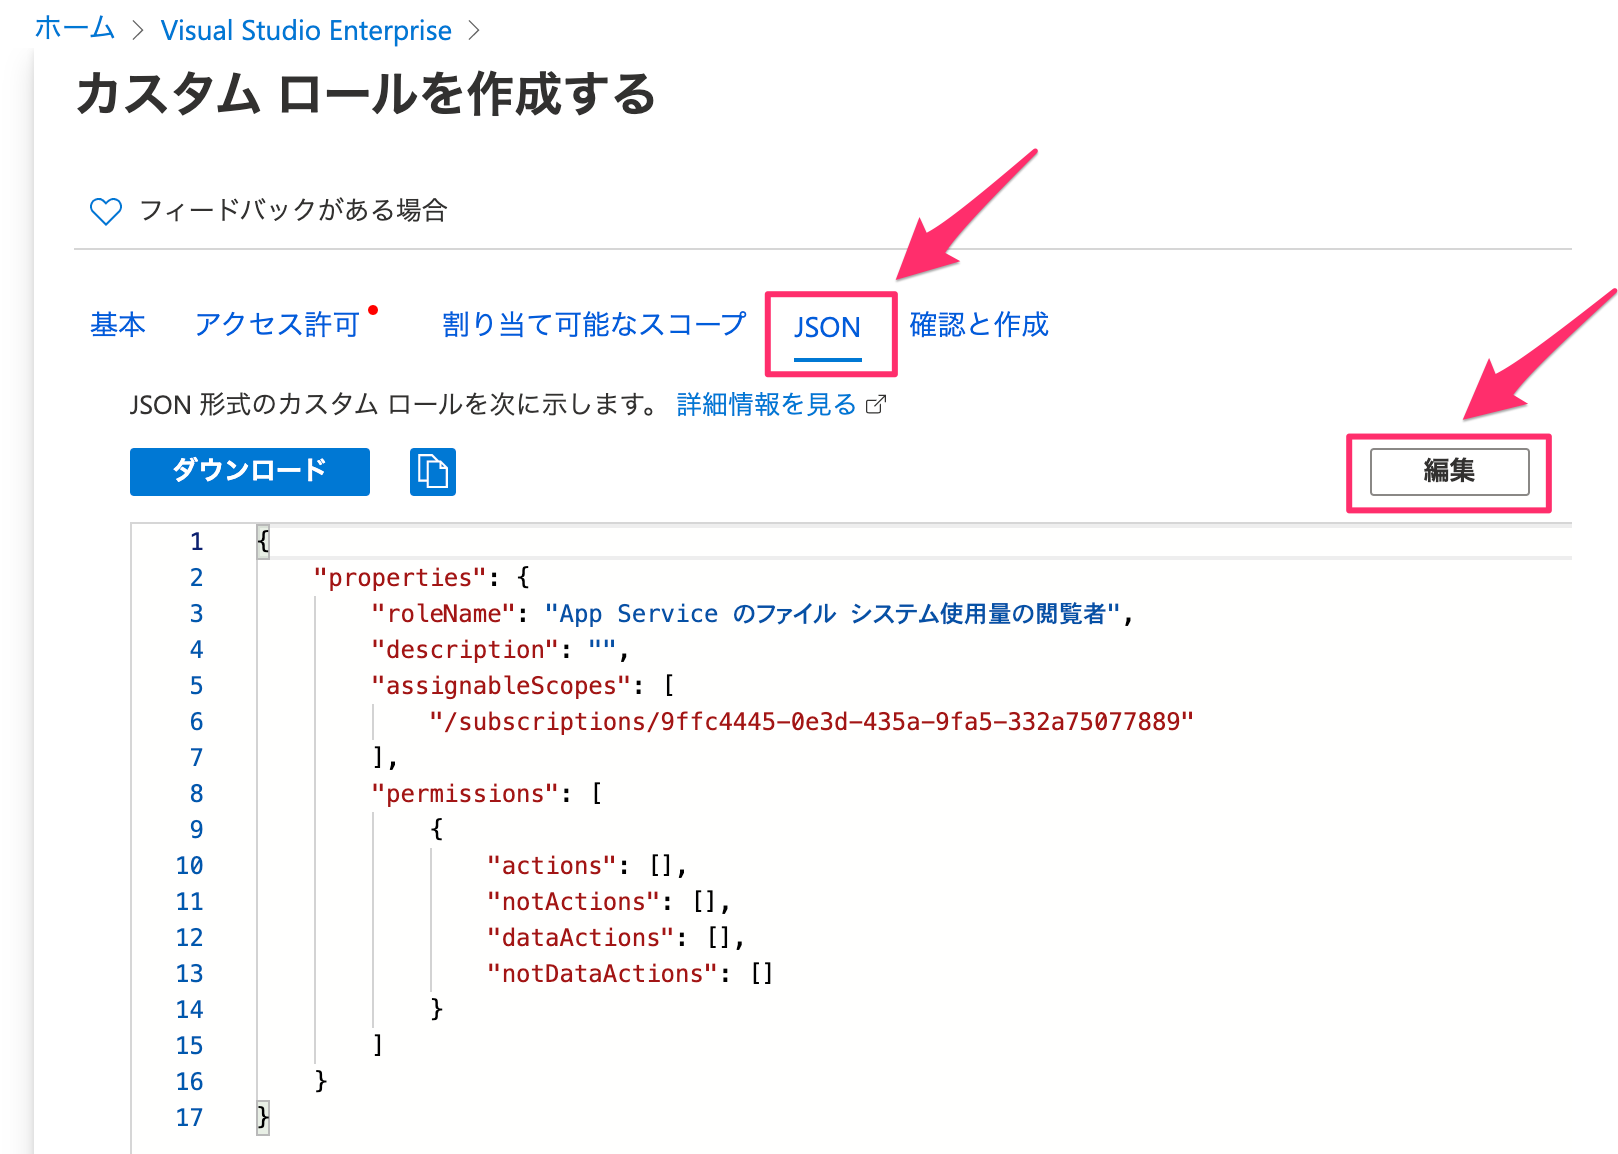 ホーム > Visual Studio Enterprise >
カスタム ロールを作成する
フィードバックがある場合
基本 アクセス許可 割り当て可能なスコープ JSON 確認と作成
JSON 形式のカスタム ロールを次に示します。 詳細情報を見る
ダウンロード 編集
1 {
2 "properties": {
3 "roleName": "App Service のファイル システム使用量の閲覧者",
4 "description": "",
5 "assignableScopes": [
6 "/subscriptions/9ffc4445-0e3d-435a-9fa5-332a75077889"
7 ],
8 "permissions": [
9 {
10 "actions": [],
11 "notActions": [],
12 "dataActions": [],
13 "notDataActions": []
14 }
15 ]
16 }
17 }